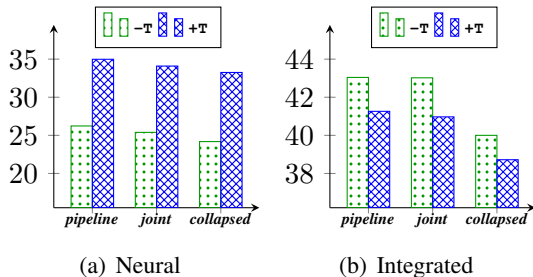 −T +T
35
30
25
20
pipeline joint collapsed
(a) Neural
−T +T
44
42
40
38
pipeline joint collapsed
(b) Integrated